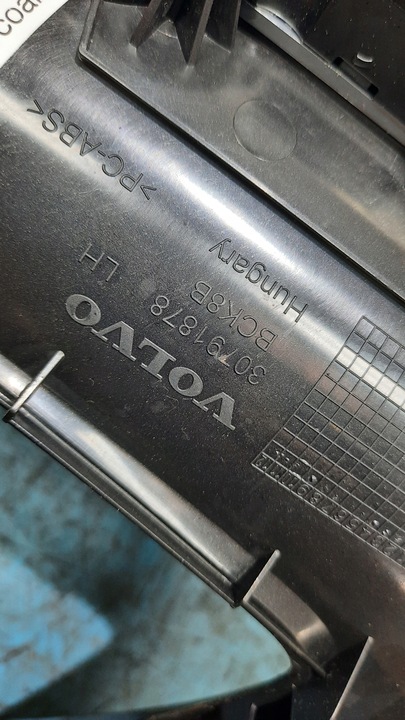 VOLVO
30791878 LH
BCK8B
Hungary
>PC-ABS<